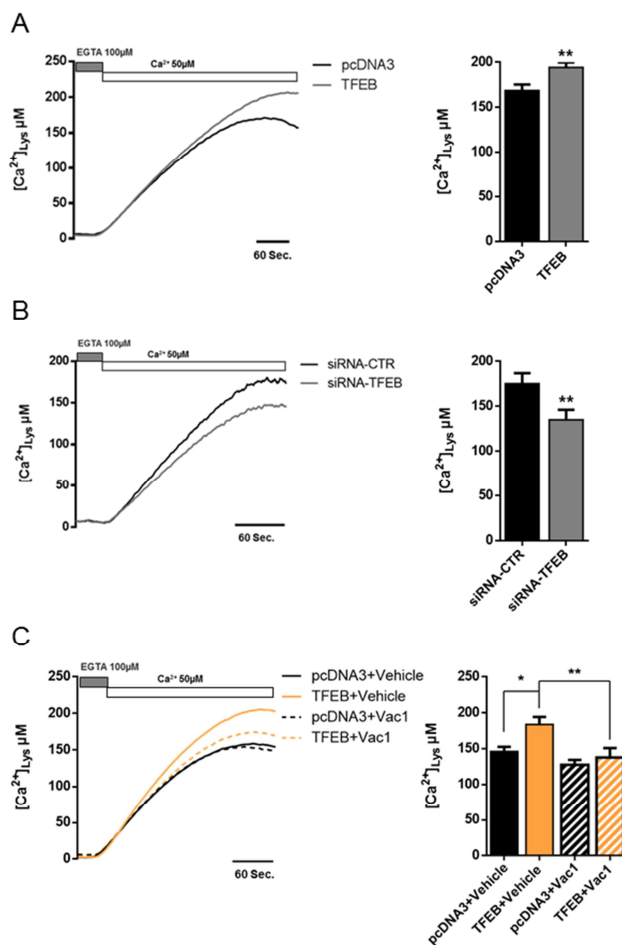 A
EGTA 100µM
Ca²⁺ 50µM
pcDNA3
TFEB
250
200
150
100
50
0
[Ca²⁺]Lys µM
60 Sec.
**
200
150
100
50
0
[Ca²⁺]Lys µM
pcDNA3
TFEB
B
EGTA 100µM
Ca²⁺ 50µM
siRNA-CTR
siRNA-TFEB
200
150
100
50
0
[Ca²⁺]Lys µM
60 Sec.
**
200
150
100
50
0
[Ca²⁺]Lys µM
siRNA-CTR
siRNA-TFEB
C
EGTA 100µM
Ca²⁺ 50µM
pcDNA3+Vehicle
TFEB+Vehicle
pcDNA3+Vac1
TFEB+Vac1
250
200
150
100
50
0
[Ca²⁺]Lys µM
60 Sec.
*
**
250
200
150
100
50
0
[Ca²⁺]Lys µM
pcDNA3+Vehicle
TFEB+Vehicle
pcDNA3+Vac1
TFEB+Vac1